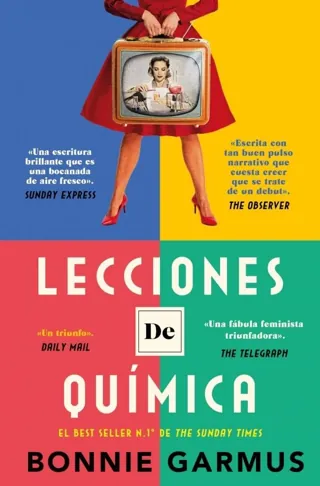 «Una escritura
brillante que es
una bocanada
de aire fresco».
SUNDAY EXPRESS
«Escrita con
tan buen pulso
narrativo que
cuesta creer
que se trate
de un debut».
THE OBSERVER
LECCIONES
De
QUÍMICA
«Un triunfo».
DAILY MAIL
«Una fábula feminista
triunfadora».
THE TELEGRAPH
EL BEST SELLER N.1º DE THE SUNDAY TIMES
BONNIE GARMUS